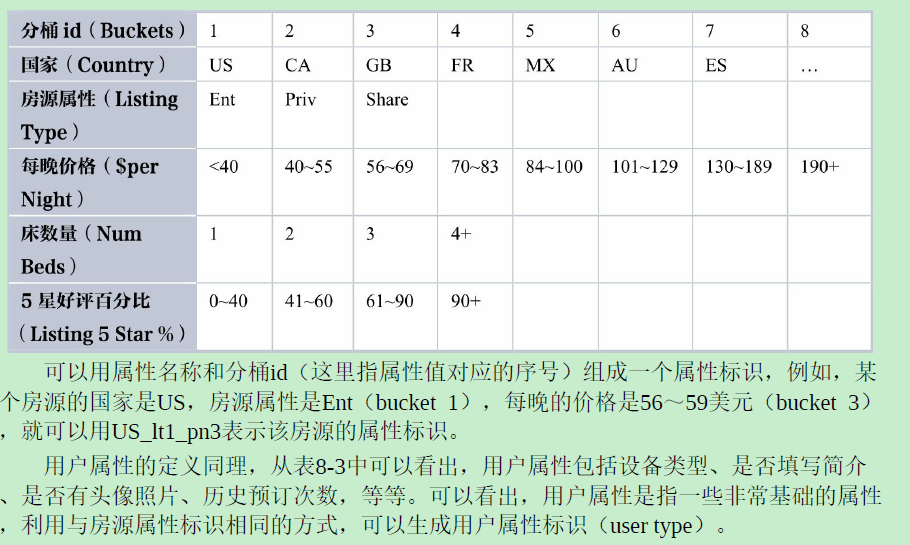 分桶 id（Buckets） 1 2 3 4 5 6 7 8
国家（Country） US CA GB FR MX AU ES …
房源属性（Listing Type） Ent Priv Share
每晚价格（$per Night） <40 40~55 56~69 70~83 84~100 101~129 130~189 190+
床数量（Num Beds） 1 2 3 4+
5 星好评百分比（Listing 5 Star %） 0~40 41~60 61~90 90+
可以用属性名称和分桶id（这里指属性值对应的序号）组成一个属性标识，例如，某
个房源的国家是US，房源属性是Ent（bucket 1），每晚的价格是56～59美元（bucket 3）
，就可以用US_lt1_pn3表示该房源的属性标识。
用户属性的定义同理，从表8-3中可以看出，用户属性包括设备类型、是否填写简介
、是否有头像照片、历史预订次数，等等。可以看出，用户属性是指一些非常基础的属性
，利用与房源属性标识相同的方式，可以生成用户属性标识（user type）。